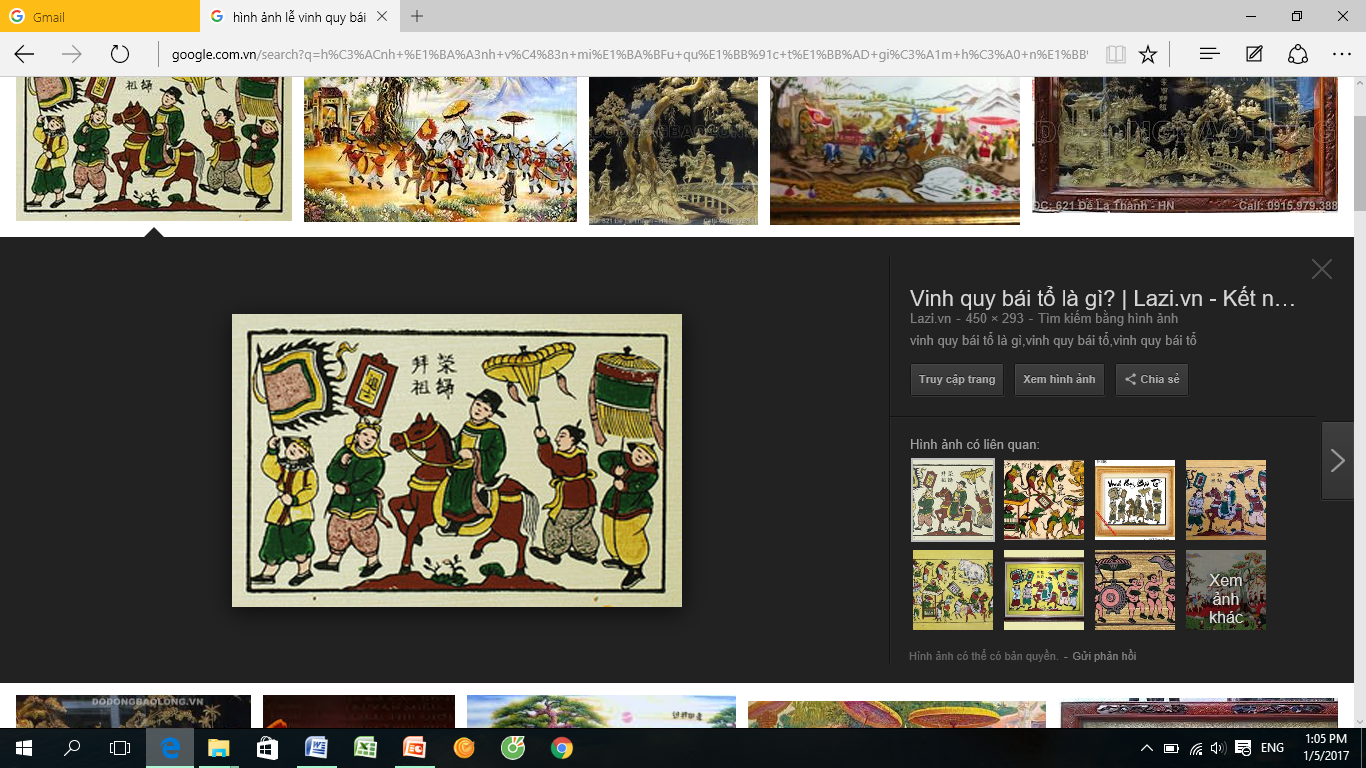 Gmail
hình ảnh lễ vinh quy bái
google.com.vn/search?q=h%C3%ACnh+%E1%BA%A3nh+v%C4%83n+mi%E1%BA%BFu+qu%E1%BB%91c+t%E1%BB%AD+gi%C3%A1m+h%C3%A0+n%E1%BB%
ĐC: 621 Đê La Thành - HN
Call: 0915.979.388
榮歸
拜祖
Vinh quy bái tổ là gì? | Lazi.vn - Kết n…
Lazi.vn - 450 × 293 - Tìm kiếm bằng hình ảnh
vinh quy bái tổ là gì,vinh quy bái tổ,vinh quy bái tổ
Truy cập trang
Xem hình ảnh
Chia sẻ
Hình ảnh có liên quan:
Xem
ảnh
khác
Hình ảnh có thể có bản quyền. - Gửi phản hồi
DODONGBAOLONG.VN
ENG
1:05 PM
1/5/2017